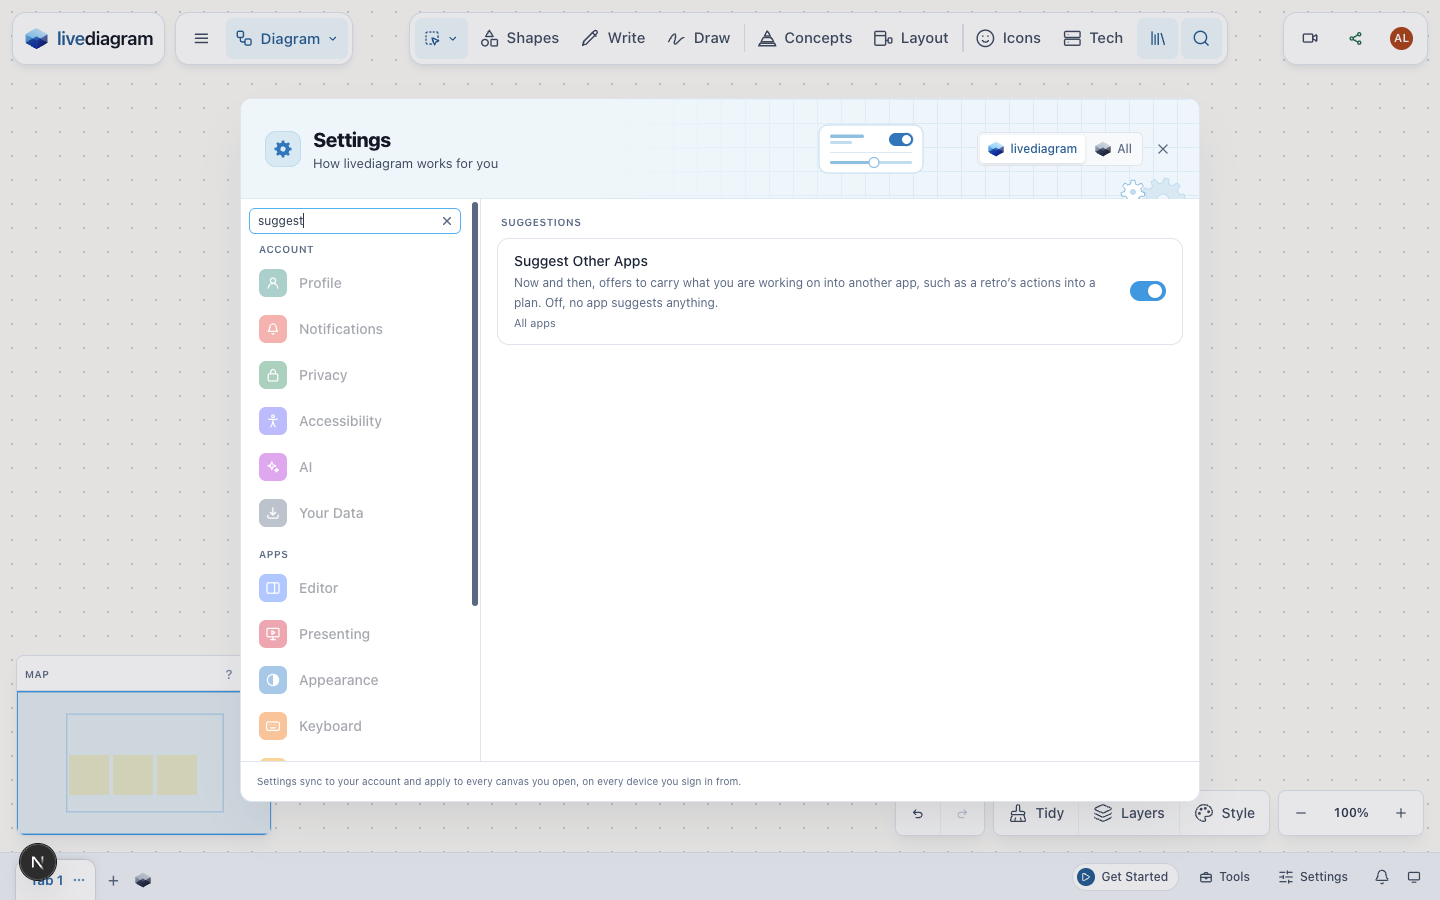 livediagram
Diagram
Shapes
Write
Draw
Concepts
Layout
Icons
Tech
AL
Settings
How livediagram works for you
livediagram
All
suggest
ACCOUNT
Profile
Notifications
Privacy
Accessibility
AI
Your Data
APPS
Editor
Presenting
Appearance
Keyboard
SUGGESTIONS
Suggest Other Apps
Now and then, offers to carry what you are working on into another app, such as a retro's actions into a
plan. Off, no app suggests anything.
All apps
Settings sync to your account and apply to every canvas you open, on every device you sign in from.
MAP
?
Tidy
Layers
Style
100%
N
Tab 1
Get Started
Tools
Settings